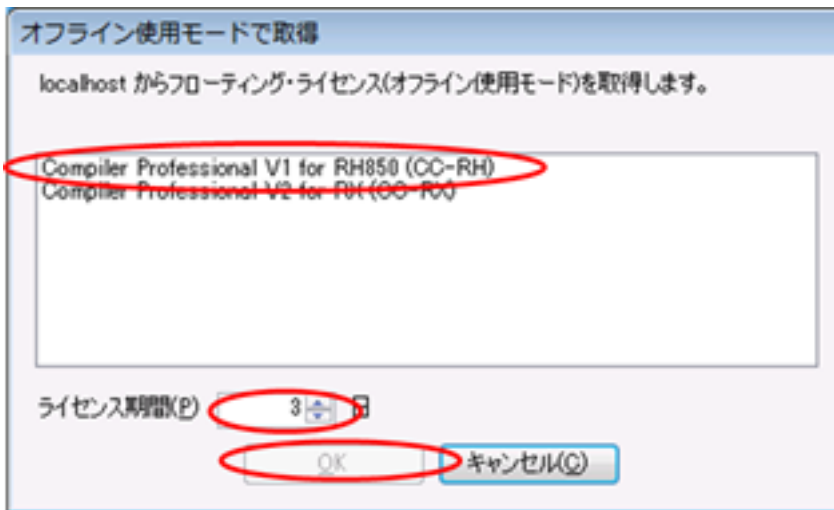 オフライン使用モードで取得
localhost からフローティング・ライセンス(オフライン使用モード)を取得します。
Compiler Professional V1 for RH850 (CC-RH)
Compiler Professional V2 for RX (CC-RX)
ライセンス期間(P) 3 日
OK キャンセル(C)